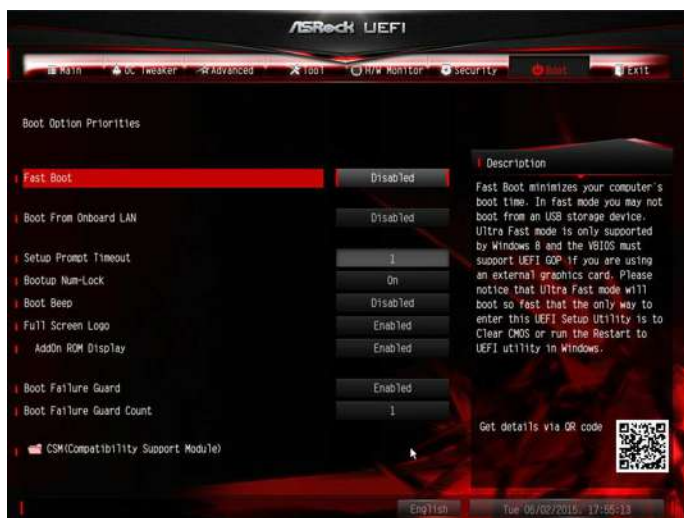 ASRock UEFI
Main OC Tweaker Advanced Tool H/W Monitor Security Boot Exit
Boot Option Priorities
Fast Boot Disabled
Boot From Onboard LAN Disabled
Setup Prompt Timeout 1
Bootup Num-Lock On
Boot Beep Disabled
Full Screen Logo Enabled
AddOn ROM Display Enabled
Boot Failure Guard Enabled
Boot Failure Guard Count 1
CSM(Compatibility Support Module)
Description
Fast Boot minimizes your computer's
boot time. In fast mode you may not
boot from an USB storage device.
Ultra Fast mode is only supported
by Windows 8 and the VBIOS must
support UEFI GOP if you are using
an external graphics card. Please
notice that Ultra Fast mode will
boot so fast that the only way to
enter this UEFI Setup Utility is to
Clear CMOS or run the Restart to
UEFI utility in Windows.
Get details via QR code
English Tue 06/02/2015, 17:55:13